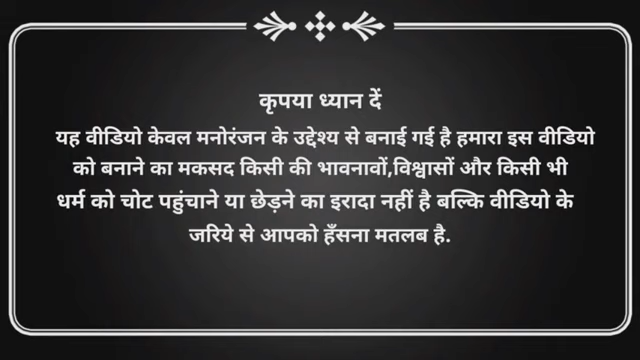 कृपया ध्यान दें
यह वीडियो केवल मनोरंजन के उद्देश्य से बनाई गई है हमारा इस वीडियो
को बनाने का मकसद किसी की भावनावों,विश्वासों और किसी भी
धर्म को चोट पहुंचाने या छेड़ने का इरादा नहीं है बल्कि वीडियो के
जरिये से आपको हँसना मतलब है.